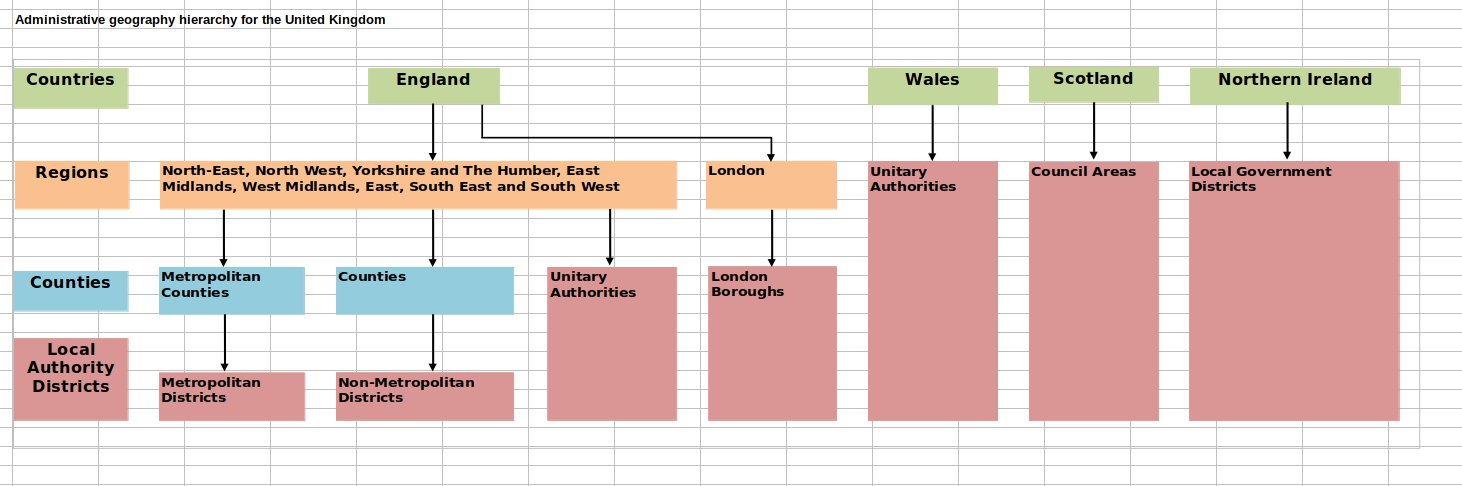 Administrative geography hierarchy for the United Kingdom
Countries
England
Wales
Scotland
Northern Ireland
Regions
North-East, North West, Yorkshire and The Humber, East
Midlands, West Midlands, East, South East and South West
London
Unitary
Authorities
Council Areas
Local Government
Districts
Counties
Metropolitan
Counties
Counties
Unitary
Authorities
London
Boroughs
Local
Authority
Districts
Metropolitan
Districts
Non-Metropolitan
Districts